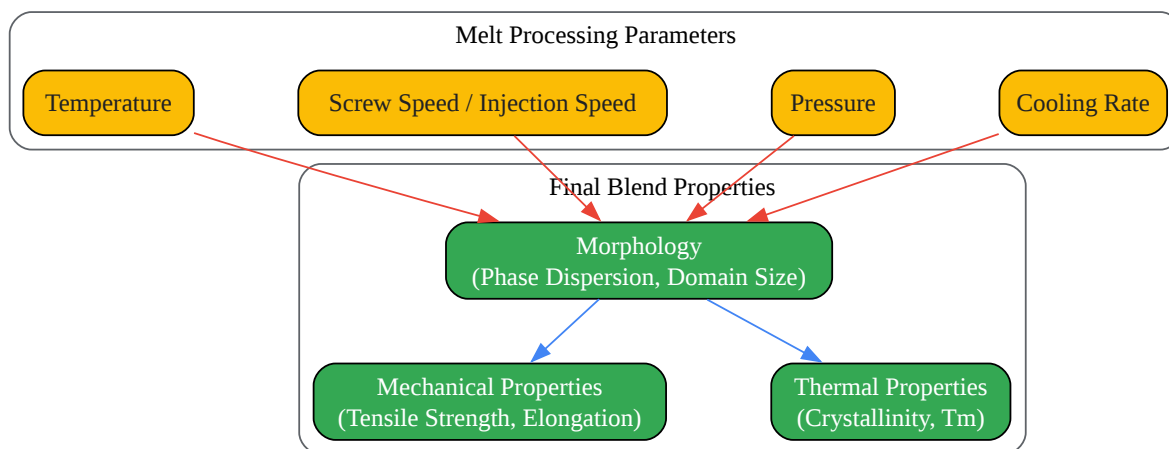 Melt Processing Parameters
Temperature
Screw Speed / Injection Speed
Pressure
Cooling Rate
Final Blend Properties
Morphology
(Phase Dispersion, Domain Size)
Mechanical Properties
(Tensile Strength, Elongation)
Thermal Properties
(Crystallinity, Tm)